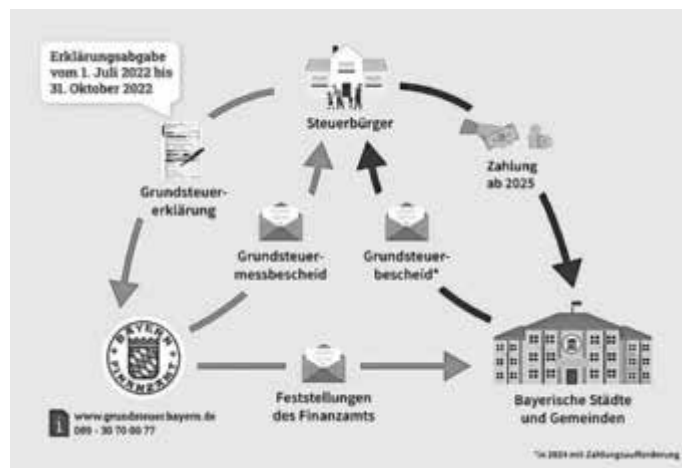 Erklärungsabgabe
vom 1. Juli 2022 bis
31. Oktober 2022
Steuerbürger
Zahlung
ab 2025
Grundsteuer-
erklärung
Grundsteuer-
messbescheid
Grundsteuer-
bescheid*
BAYERN
FINANZAMT
Feststellungen
des Finanzamts
Bayerische Städte
und Gemeinden
www.grundsteuer.bayern.de
089 - 30 70 00 77
*in 2024 mit Zahlungsaufforderung